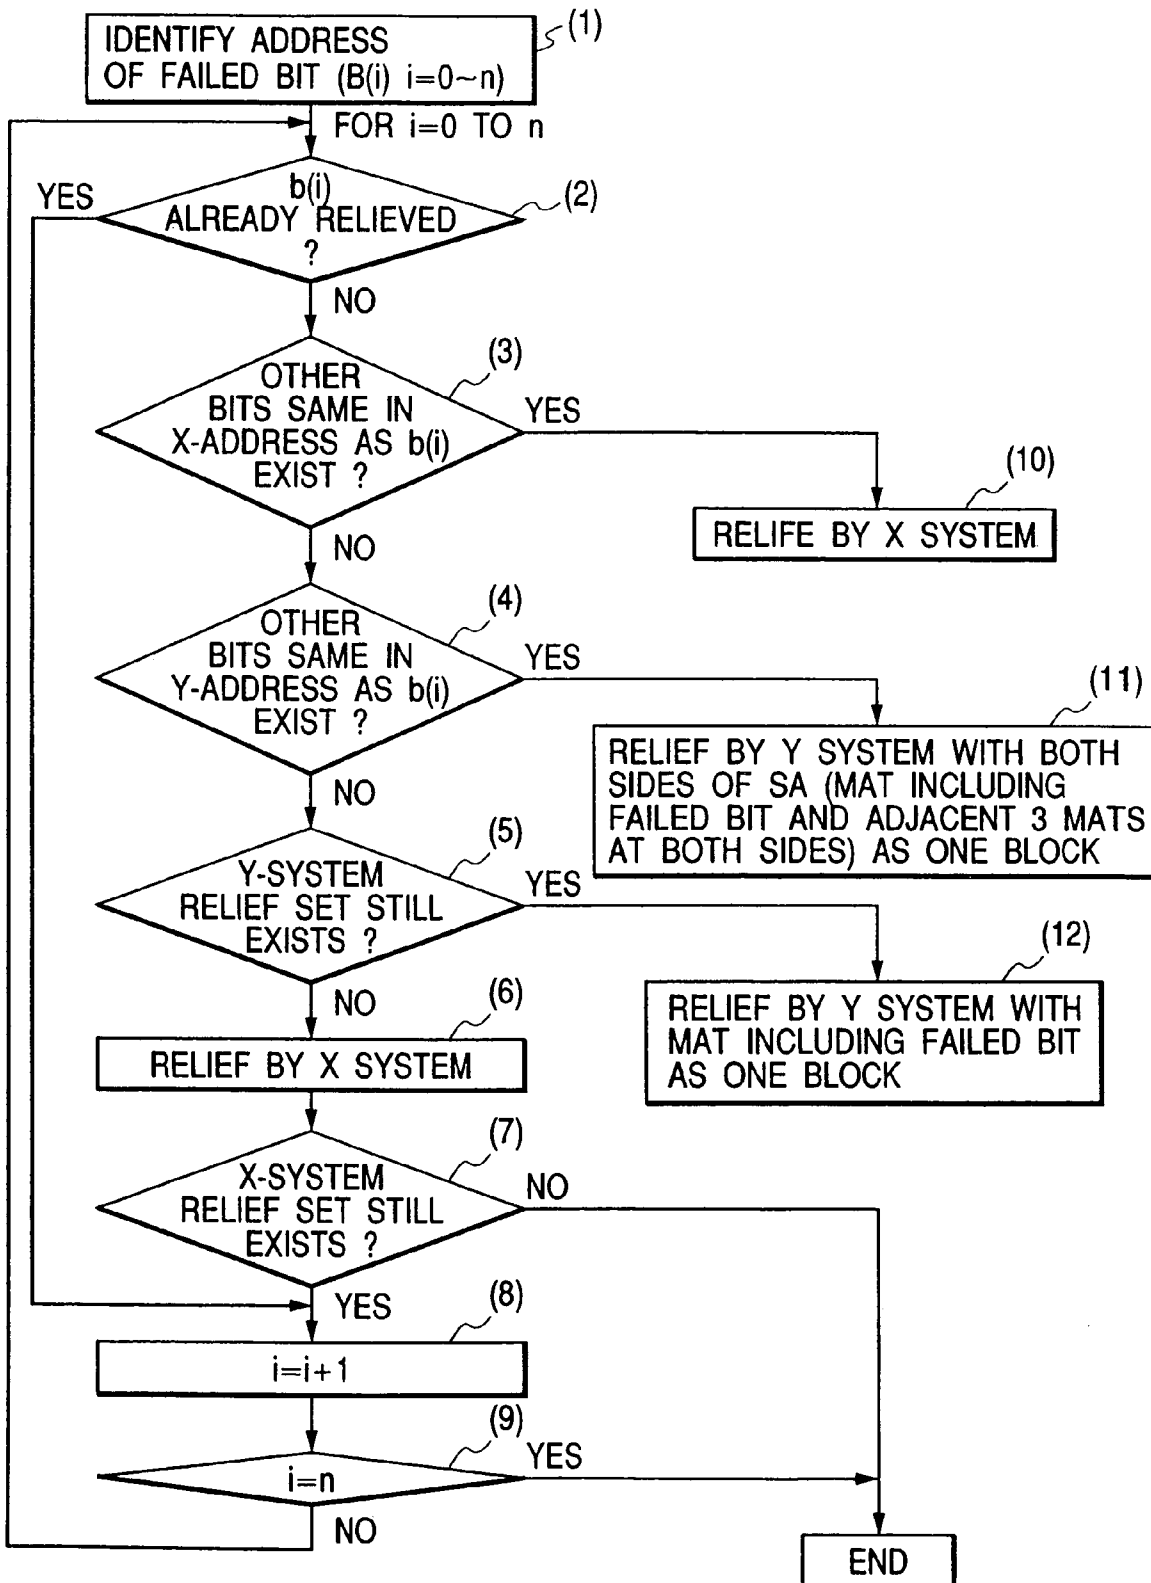 (1)
IDENTIFY ADDRESS
OF FAILED BIT (B(i) i=0~n)
FOR i=0 TO n
YES
b(i)
ALREADY RELIEVED
?
(2)
NO
(3)
OTHER
BITS SAME IN
X-ADDRESS AS b(i)
EXIST ?
YES
(10)
RELIFE BY X SYSTEM
NO
(4)
OTHER
BITS SAME IN
Y-ADDRESS AS b(i)
EXIST ?
YES
(11)
RELIEF BY Y SYSTEM WITH BOTH
SIDES OF SA (MAT INCLUDING
FAILED BIT AND ADJACENT 3 MATS
AT BOTH SIDES) AS ONE BLOCK
NO
(5)
Y-SYSTEM
RELIEF SET STILL
EXISTS ?
YES
(12)
RELIEF BY Y SYSTEM WITH
MAT INCLUDING FAILED BIT
AS ONE BLOCK
NO
(6)
RELIEF BY X SYSTEM
(7)
X-SYSTEM
RELIEF SET STILL
EXISTS ?
NO
YES
(8)
i=i+1
(9)
i=n
YES
NO
END